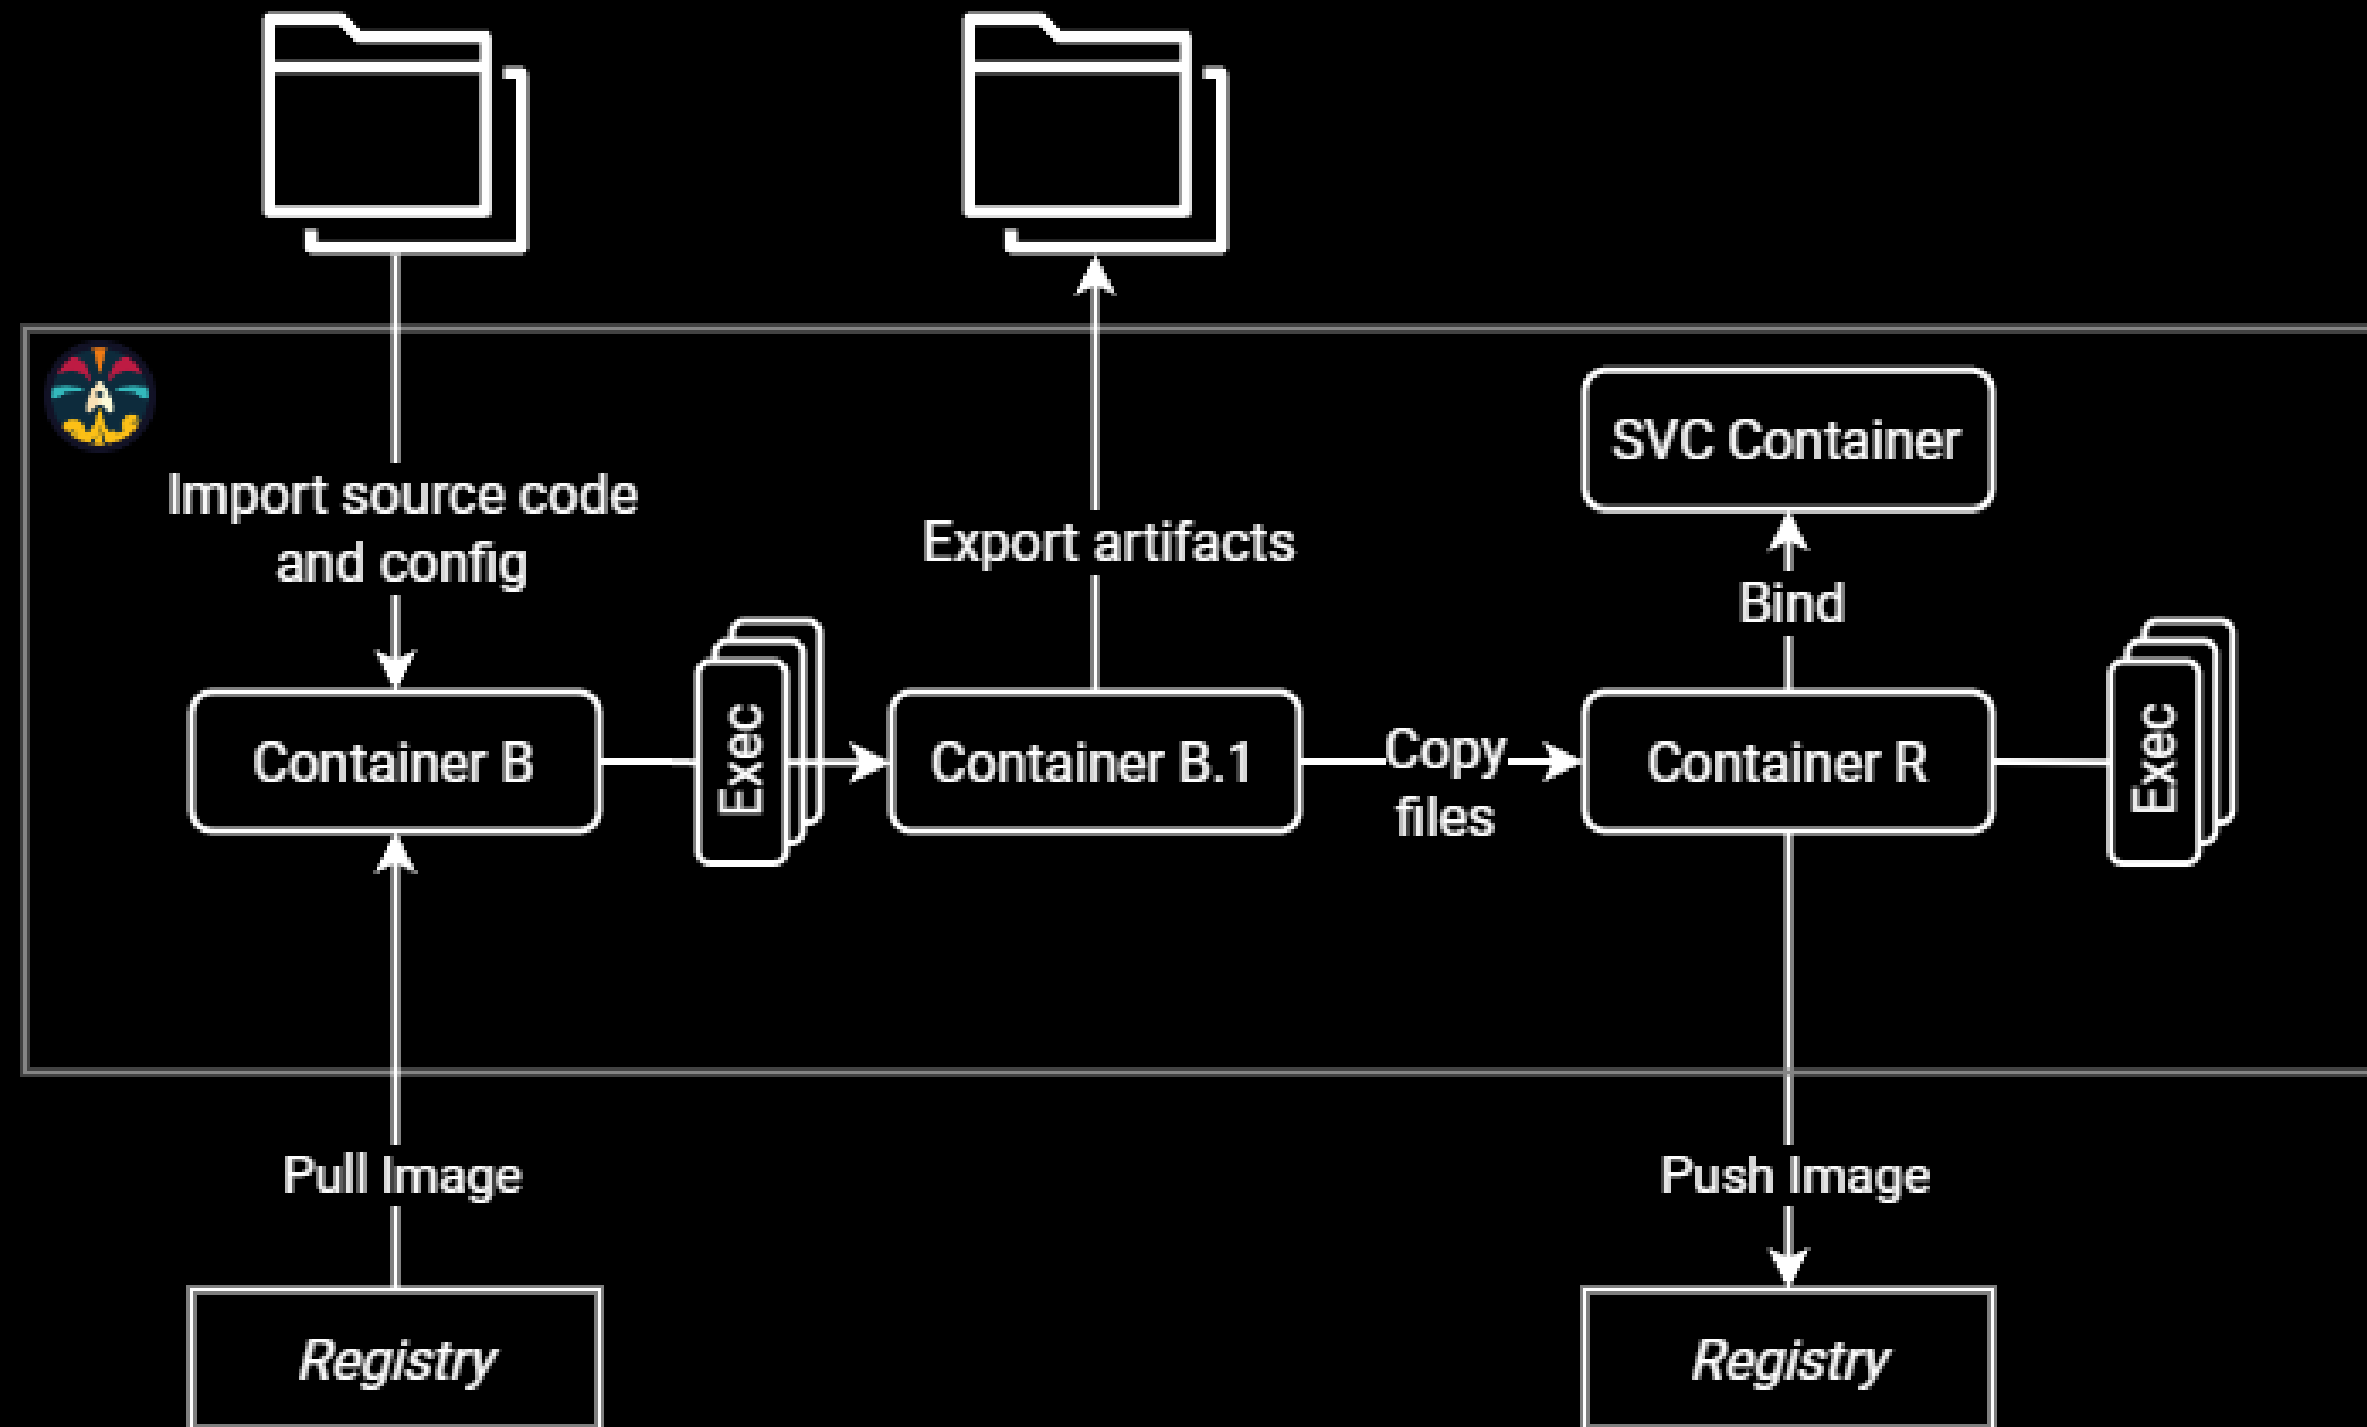 Import source code
and config
Export artifacts
SVC Container
Bind
Container B
Exec
Container B.1
Copy
files
Container R
Exec
Pull Image
Push Image
Registry
Registry
A